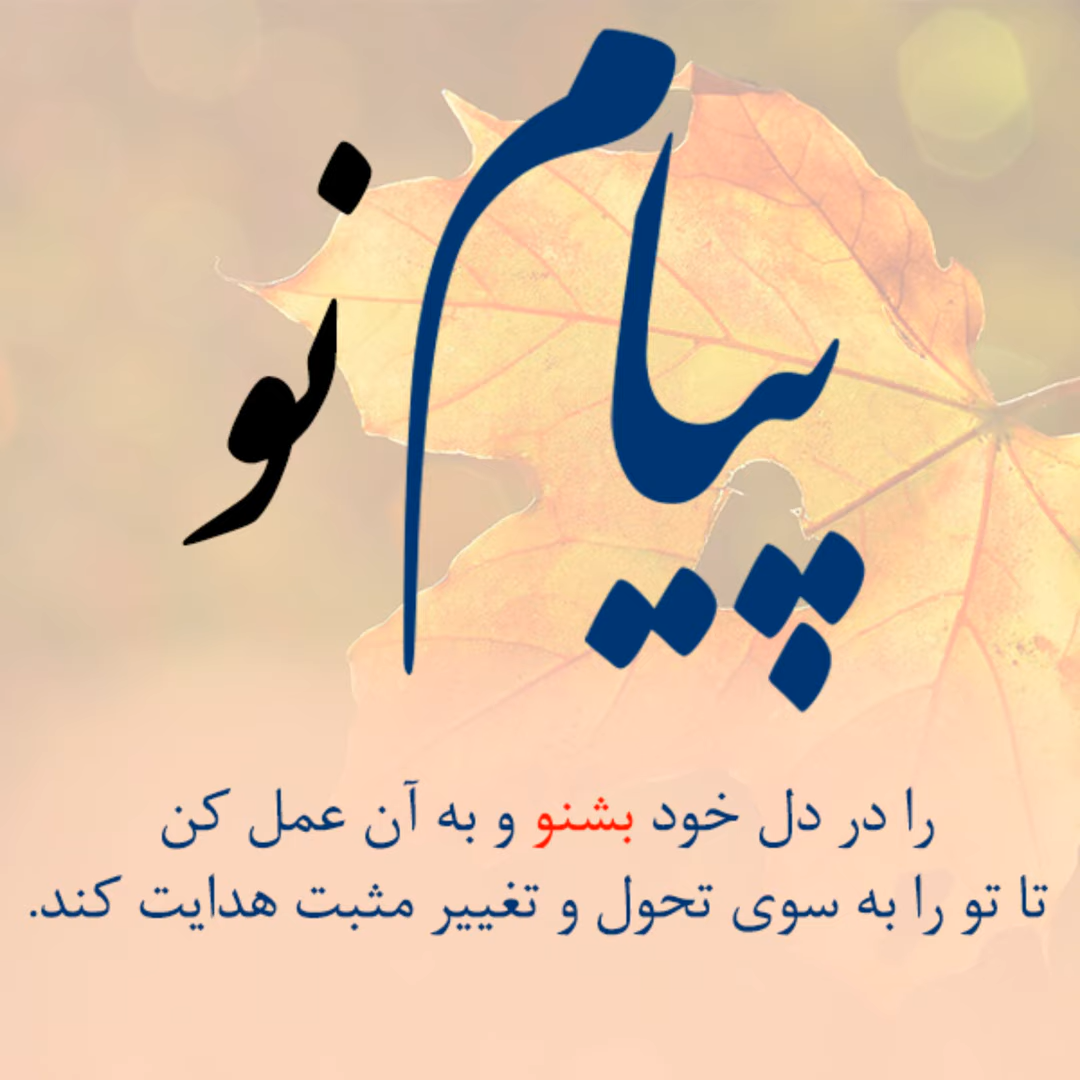 پیام نو
را در دل خود بشنو و به آن عمل کن
تا تو را به سوی تحول و تغییر مثبت هدایت کند.